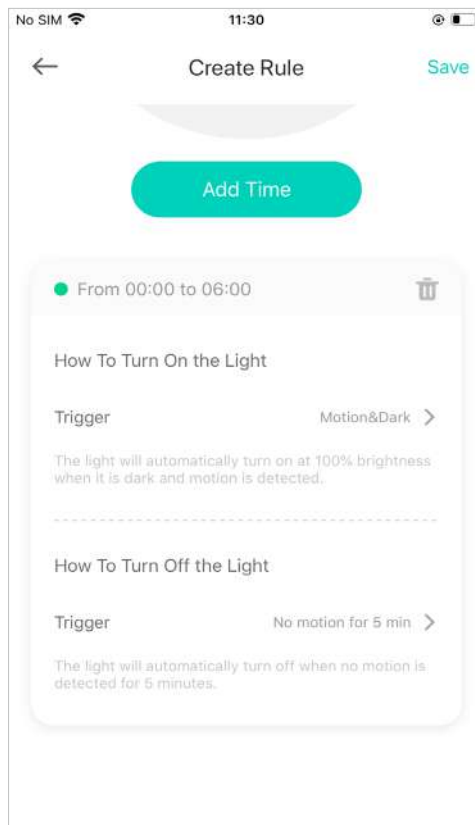 No SIM 11:30
Create Rule Save
Add Time
From 00:00 to 06:00
How To Turn On the Light
Trigger Motion&Dark
The light will automatically turn on at 100% brightness
when it is dark and motion is detected.
How To Turn Off the Light
Trigger No motion for 5 min
The light will automatically turn off when no motion is
detected for 5 minutes.